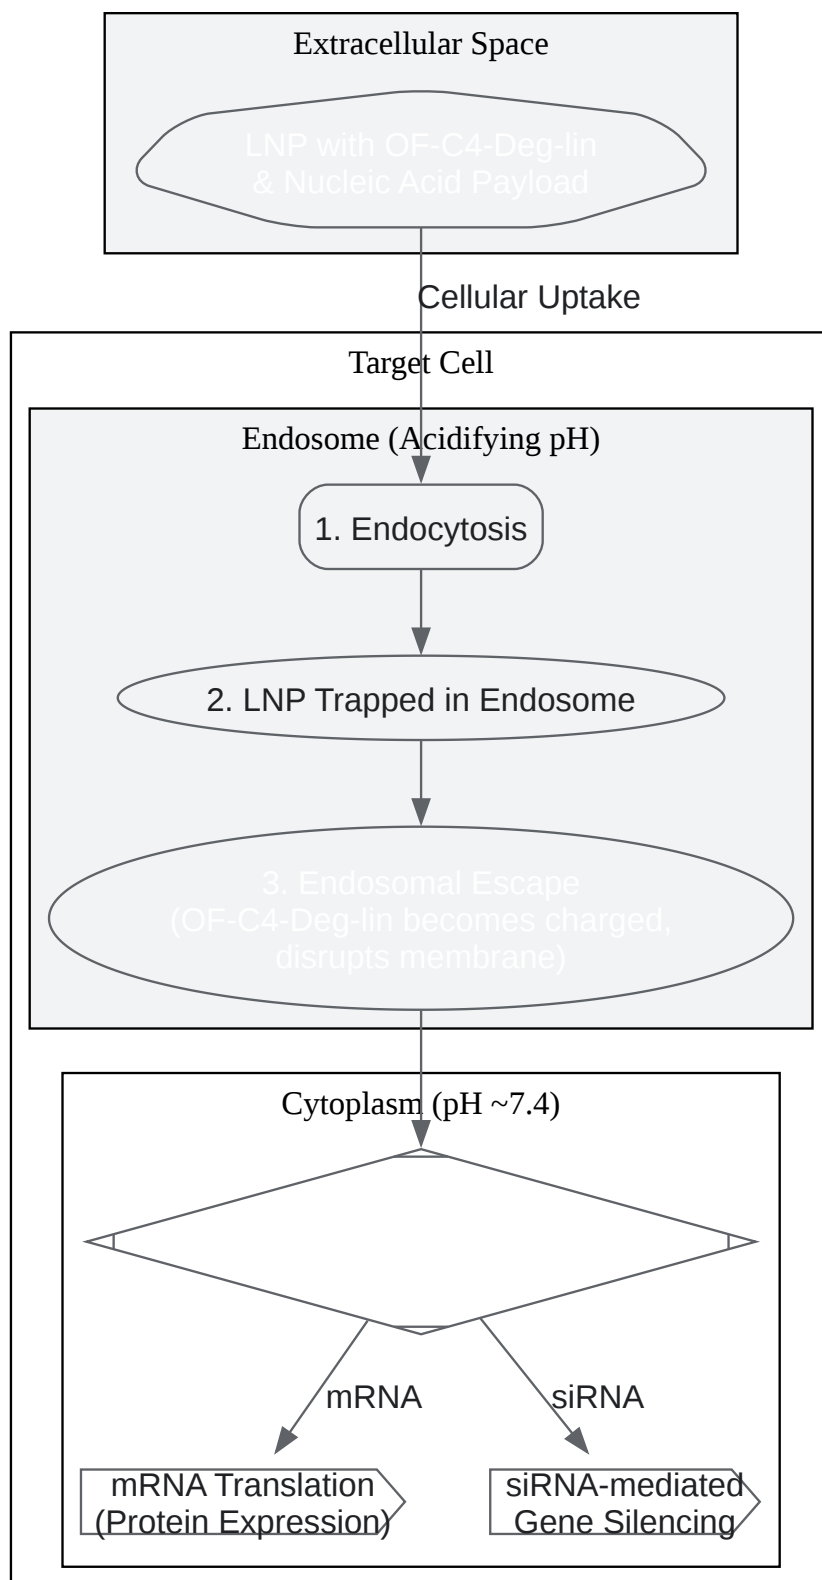 Extracellular Space
LNP with OF-C4-Deg-lin
& Nucleic Acid Payload
Cellular Uptake
Target Cell
Endosome (Acidifying pH)
1. Endocytosis
2. LNP Trapped in Endosome
3. Endosomal Escape
(OF-C4-Deg-lin becomes charged,
disrupts membrane)
Cytoplasm (pH ~7.4)
mRNA
siRNA
mRNA Translation
(Protein Expression)
siRNA-mediated
Gene Silencing